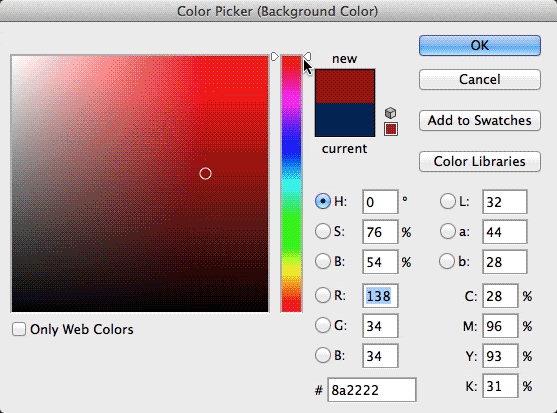 Color Picker (Background Color)
new
current
OK
Cancel
Add to Swatches
Color Libraries
H: 0 °
S: 76 %
B: 54 %
R: 138
G: 34
B: 34
# 8a2222
L: 32
a: 44
b: 28
C: 28 %
M: 96 %
Y: 93 %
K: 31 %
Only Web Colors